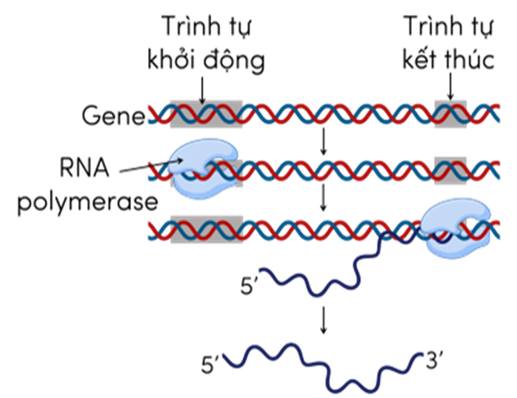 Trình tự
khởi động
Trình tự
kết thúc
Gene
RNA
polymerase
5'
5'
3'